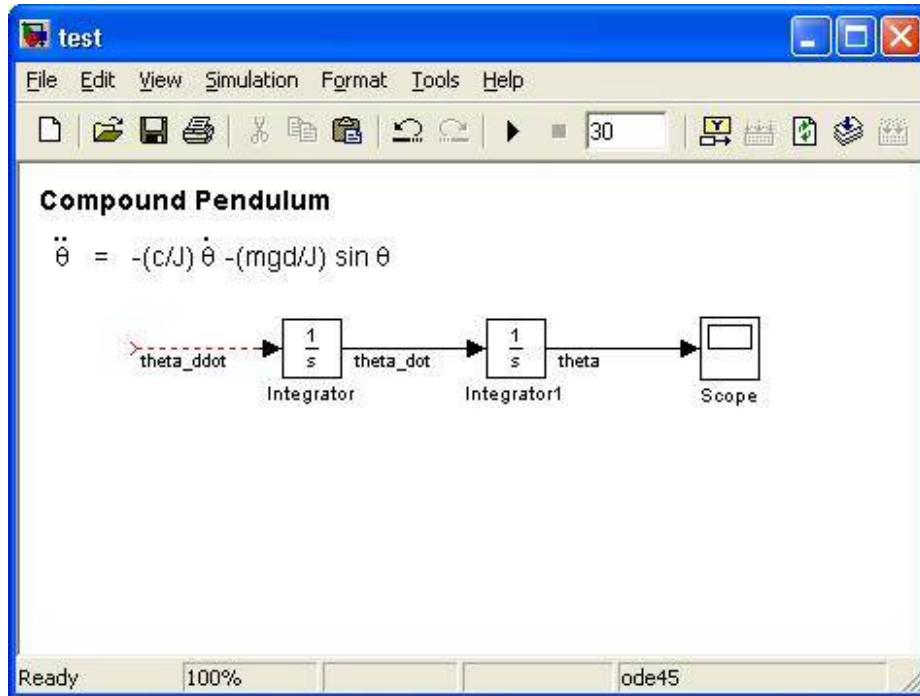 test
File Edit View Simulation Format Tools Help
30
Compound Pendulum
θ̈ = -(c/J) θ̇ -(mgd/J) sin θ
1
s
1
s
theta_ddot
theta_dot
theta
Integrator
Integrator1
Scope
Ready 100% ode45